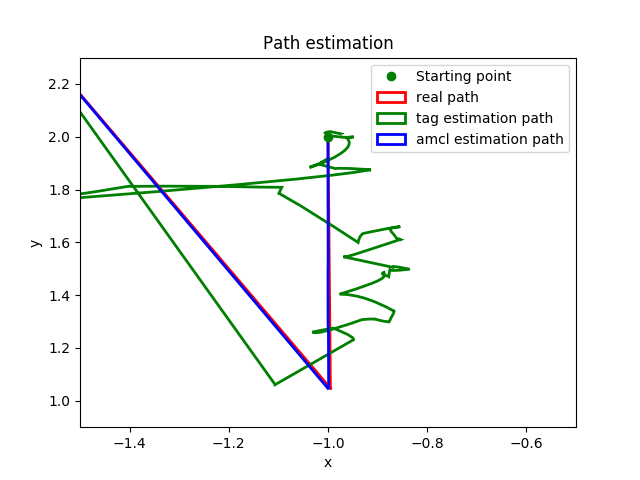 Path estimation
Starting point
real path
tag estimation path
amcl estimation path
2.2
2.0
1.8
1.6
1.4
1.2
1.0
y
−1.4
−1.2
−1.0
−0.8
−0.6
x